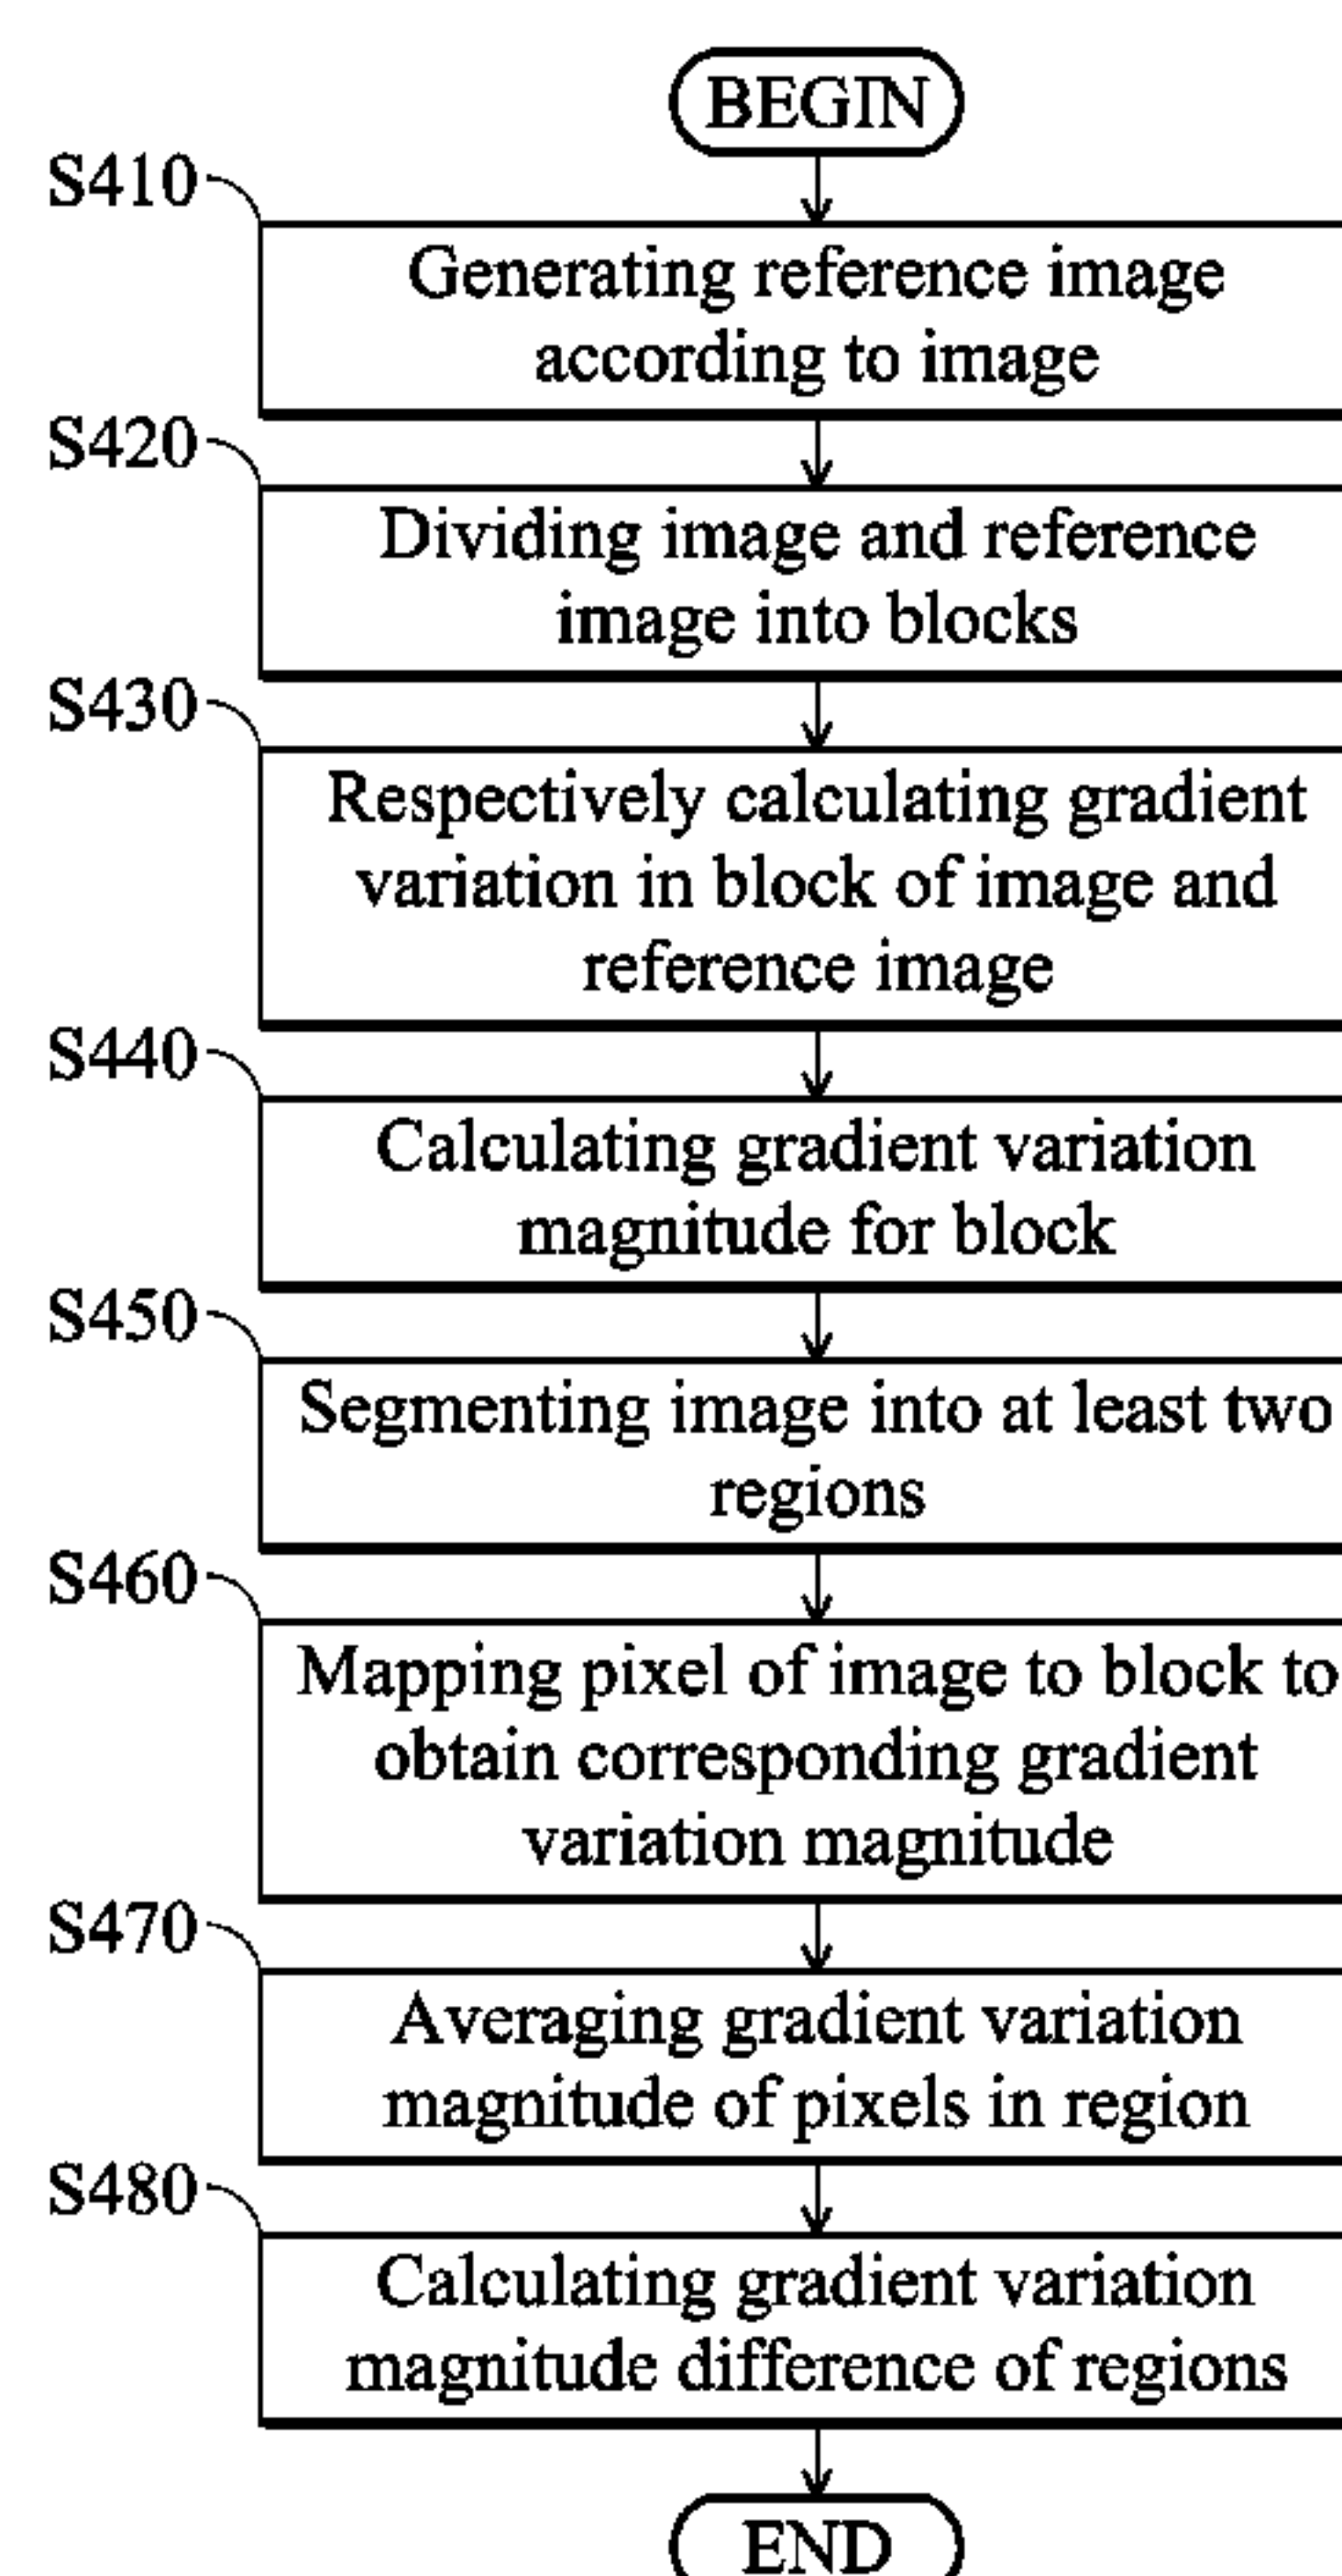 BEGIN
S410
Generating reference image
according to image
S420
Dividing image and reference
image into blocks
S430
Respectively calculating gradient
variation in block of image and
reference image
S440
Calculating gradient variation
magnitude for block
S450
Segmenting image into at least two
regions
S460
Mapping pixel of image to block to
obtain corresponding gradient
variation magnitude
S470
Averaging gradient variation
magnitude of pixels in region
S480
Calculating gradient variation
magnitude difference of regions
END